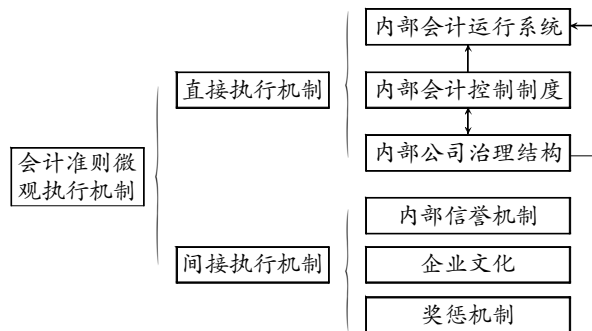 内部会计运行系统
直接执行机制
内部会计控制制度
内部公司治理结构
会计准则微
观执行机制
内部信誉机制
间接执行机制
企业文化
奖惩机制